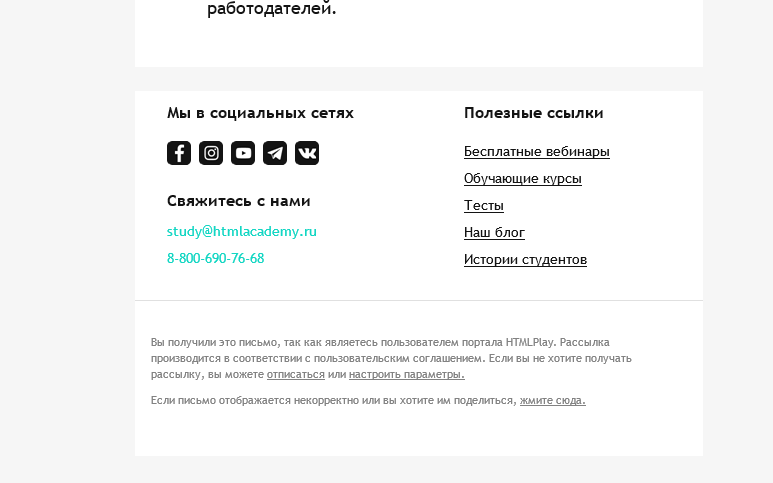 работодателей.
Мы в социальных сетях
Свяжитесь с нами
study@htmlacademy.ru
8-800-690-76-68
Полезные ссылки
Бесплатные вебинары
Обучающие курсы
Тесты
Наш блог
Истории студентов
Вы получили это письмо, так как являетесь пользователем портала HTMLPlay. Рассылка
производится в соответствии с пользовательским соглашением. Если вы не хотите получать
рассылку, вы можете отписаться или настроить параметры.
Если письмо отображается некорректно или вы хотите им поделиться, жмите сюда.